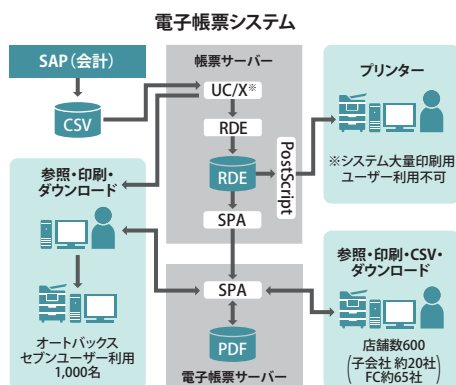 電子帳票システム
SAP（会計）
CSV
帳票サーバー
UC/X※
RDE
RDE
SPA
PostScript
プリンター
※システム大量印刷用
ユーザー利用不可
参照・印刷・
ダウンロード
オートバックス
セブンユーザー利用
1,000名
SPA
PDF
電子帳票サーバー
参照・印刷・CSV・
ダウンロード
店舗数600
（子会社 約20社
FC約65社）